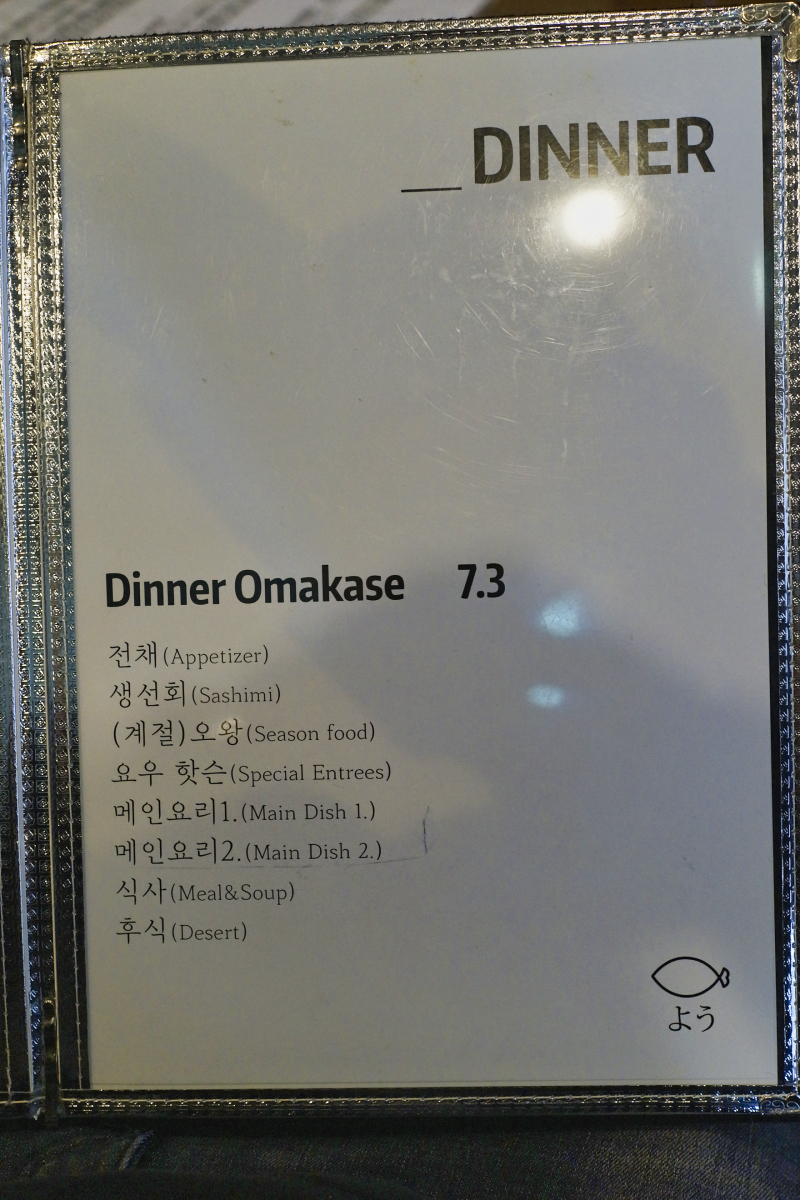 _DINNER
Dinner Omakase 7.3
전채(Appetizer)
생선회(Sashimi)
(계절)오왕(Season food)
요우 핫슨(Special Entrees)
메인요리1.(Main Dish 1.)
메인요리2.(Main Dish 2.)
식사(Meal&Soup)
후식(Desert)
よう